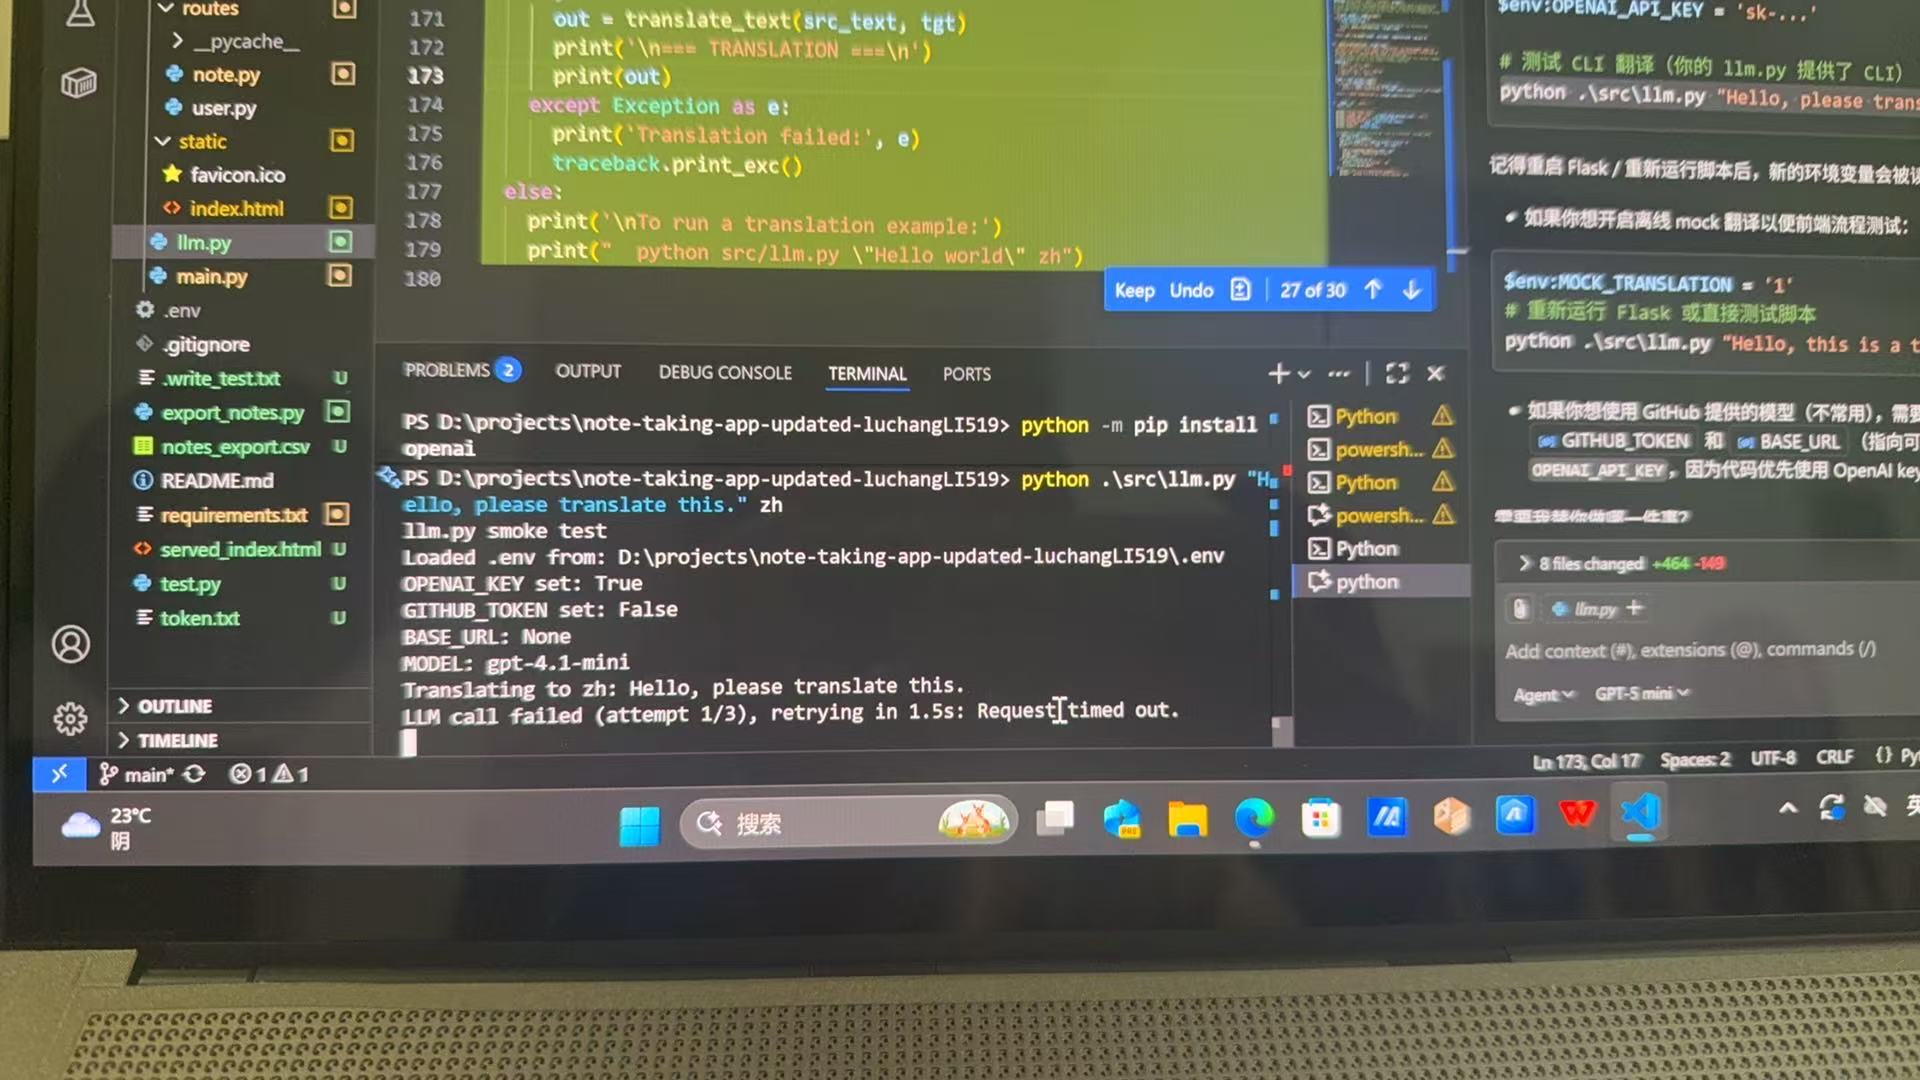 routes
__pycache__
note.py
user.py
static
favicon.ico
index.html
llm.py
main.py
.env
.gitignore
.write_test.txt U
export_notes.py
notes_export.csv U
README.md
requirements.txt
served_index.html U
test.py U
token.txt U
OUTLINE
TIMELINE
171 out = translate_text(src_text, tgt)
172 print('\n=== TRANSLATION ===\n')
173 print(out)
174 except Exception as e:
175 print('Translation failed:', e)
176 traceback.print_exc()
177 else:
178 print('\nTo run a translation example:')
179 print("  python src/llm.py \"Hello world\" zh")
180
Keep Undo 27 of 30
PROBLEMS 2 OUTPUT DEBUG CONSOLE TERMINAL PORTS
PS D:\projects\note-taking-app-updated-luchangLI519> python -m pip install
openai
PS D:\projects\note-taking-app-updated-luchangLI519> python .\src\llm.py "H
ello, please translate this." zh
llm.py smoke test
Loaded .env from: D:\projects\note-taking-app-updated-luchangLI519\.env
OPENAI_KEY set: True
GITHUB_TOKEN set: False
BASE_URL: None
MODEL: gpt-4.1-mini
Translating to zh: Hello, please translate this.
LLM call failed (attempt 1/3), retrying in 1.5s: Request timed out.
Python
powersh...
Python
powersh...
Python
python
$env:OPENAI_API_KEY = 'sk-...'
# 测试 CLI 翻译（你的 llm.py 提供了 CLI）
python .\src\llm.py "Hello, please trans
记得重启 Flask / 重新运行脚本后，新的环境变量会被读
如果你想开启离线 mock 翻译以便前端流程测试：
$env:MOCK_TRANSLATION = '1'
# 重新运行 Flask 或直接测试脚本
python .\src\llm.py "Hello, this is a t
如果你想使用 GitHub 提供的模型（不常用），需要
GITHUB_TOKEN 和 BASE_URL （指向可
OPENAI_API_KEY，因为代码优先使用 OpenAI key
需要我替你做哪一件事？
8 files changed +464 -149
llm.py
Add context (#), extensions (@), commands (/)
Agent GPT-5 mini
main* 1 1
Ln 173, Col 17 Spaces: 2 UTF-8 CRLF {} Py
23°C
阴
搜索
英